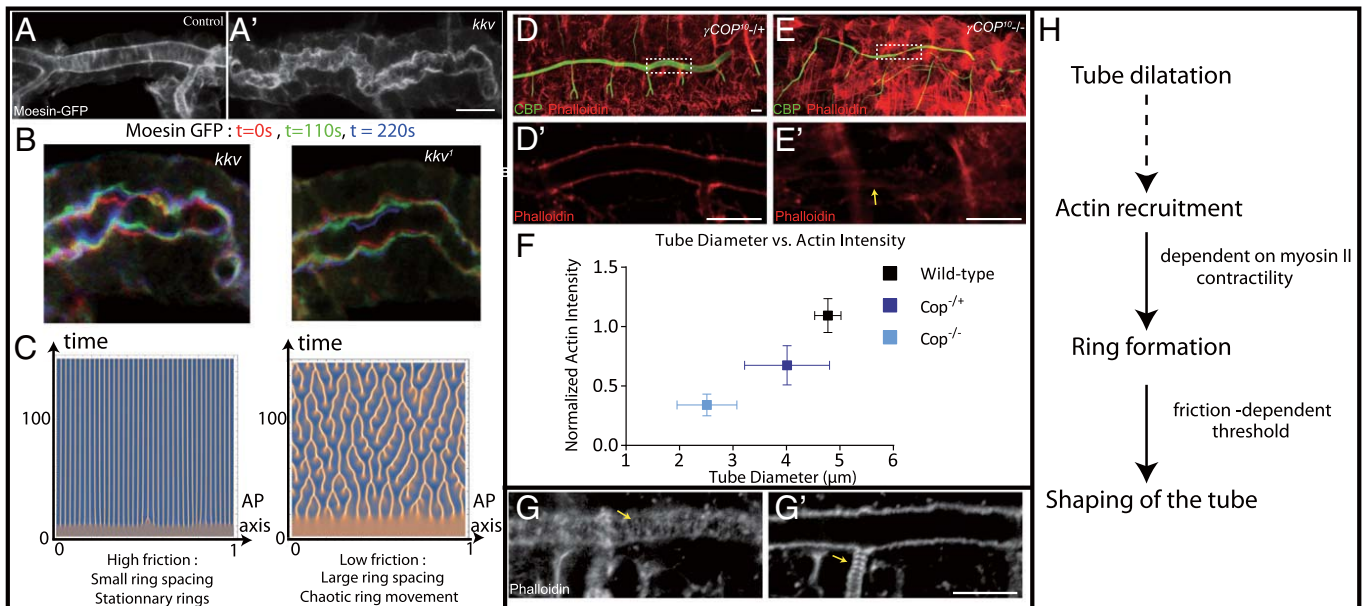 A
Control
Moesin-GFP
A'
kkv
Moesin GFP : t=0s , t=110s, t = 220s
B
kkv
kkv¹
C
time
100
0
0
1
AP
axis
High friction :
Small ring spacing
Stationnary rings
time
100
0
0
1
AP
axis
Low friction :
Large ring spacing
Chaotic ring movement
D
γCOP¹⁰-/+
CBP Phalloidin
E
γCOP¹⁰-/-
CBP Phalloidin
D'
Phalloidin
E'
Phalloidin
F
Tube Diameter vs. Actin Intensity
Normalized Actin Intensity
1.5
1.0
0.5
0.0
1
2
3
4
5
6
Tube Diameter (μm)
Wild-type
Cop-/+
Cop-/-
G
Phalloidin
G'
H
Tube dilatation
Actin recruitment
dependent on myosin II
contractility
Ring formation
friction -dependent
threshold
Shaping of the tube